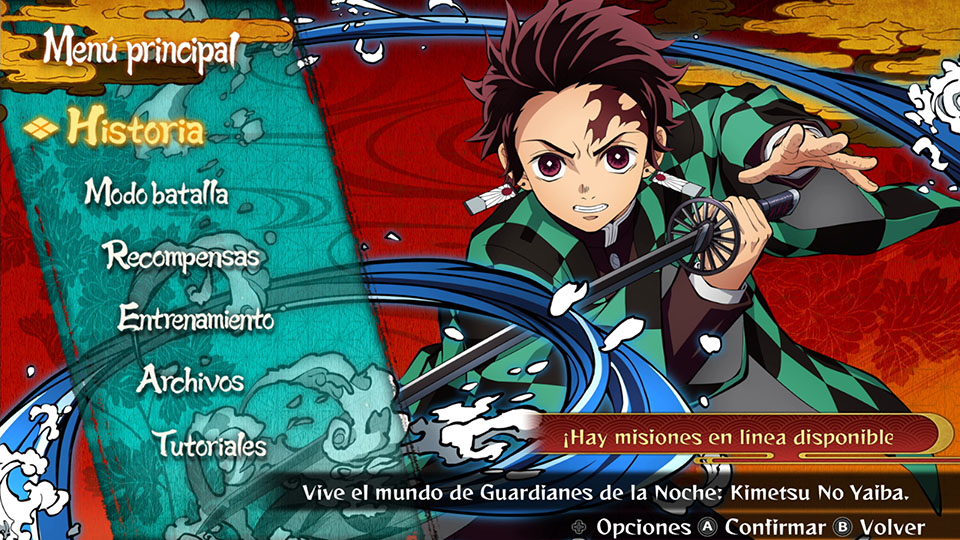 Menú principal
Historia
Modo batalla
Recompensas
Entrenamiento
Archivos
Tutoriales
¡Hay misiones en línea disponible
Vive el mundo de Guardianes de la Noche: Kimetsu No Yaiba.
Opciones A Confirmar B Volver